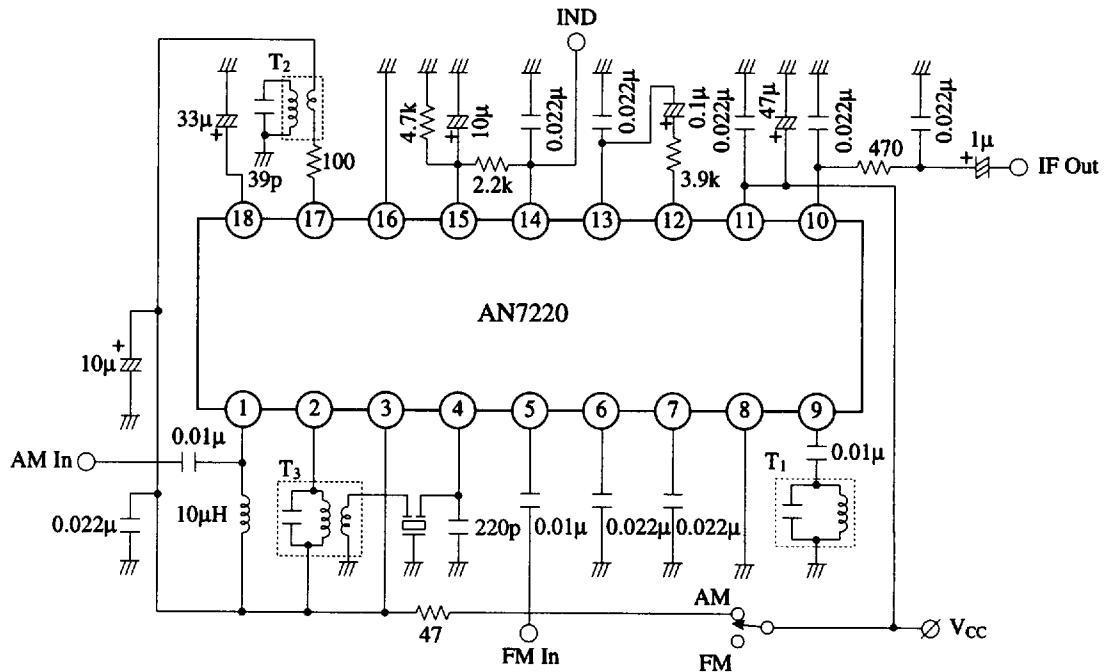 IND
T2
33μ
39p
100
4.7k
10μ
2.2k
0.022μ
0.022μ
0.1μ
3.9k
0.022μ
47μ
0.022μ
470
0.022μ
1μ
IF Out
18
17
16
15
14
13
12
11
10
AN7220
10μ
1
2
3
4
5
6
7
8
9
AM In
0.01μ
0.022μ
10μH
T3
220p
0.01μ
0.022μ
0.022μ
T1
0.01μ
47
FM In
AM
FM
VCC
+
+
+
+
+
+